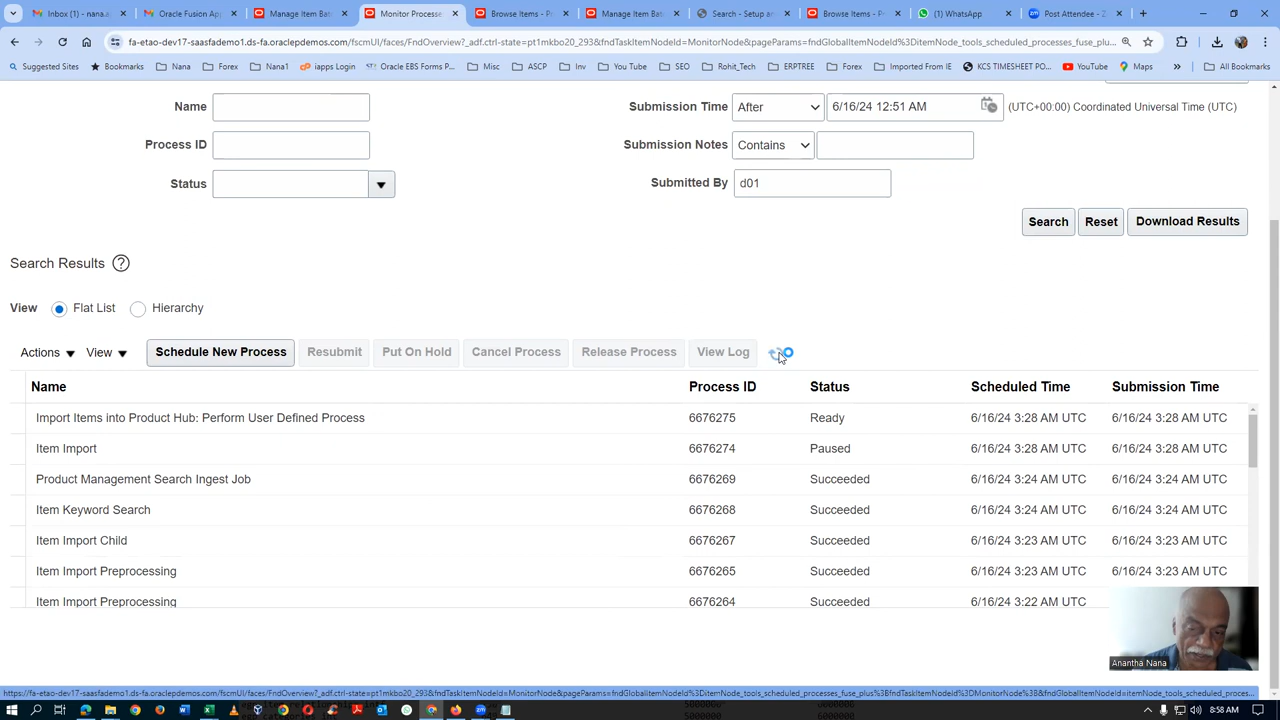 Inbox (1) - nana.a
Oracle Fusion App
Manage Item Batc
Monitor Processe
Browse Items - Pr
Manage Item Batc
Search - Setup an
Browse Items - Pr
(1) WhatsApp
Post Attendee - Z
fa-etao-dev17-saasfademo1.ds-fa.oraclepdemos.com/fscmUI/faces/FndOverview?_adf.ctrl-state=pt1mkbo20_293&fndTaskItemNodeId=MonitorNode&pageParams=fndGlobalItemNodeId%3DitemNode_tools_scheduled_processes_fuse_plu...
Suggested Sites
Bookmarks
Nana
Forex
Nana1
iapps Login
Oracle EBS Forms P...
Misc
ASCP
Inv
You Tube
SEO
Rohit_Tech
ERPTREE
Forex
Imported From IE
KCS TIMESHEET PO...
YouTube
Maps
All Bookmarks
Name
Submission Time After 6/16/24 12:51 AM (UTC+00:00) Coordinated Universal Time (UTC)
Process ID
Submission Notes Contains
Status
Submitted By d01
Search Reset Download Results
Search Results
View Flat List Hierarchy
Actions View Schedule New Process Resubmit Put On Hold Cancel Process Release Process View Log
Name Process ID Status Scheduled Time Submission Time
Import Items into Product Hub: Perform User Defined Process 6676275 Ready 6/16/24 3:28 AM UTC 6/16/24 3:28 AM UTC
Item Import 6676274 Paused 6/16/24 3:28 AM UTC 6/16/24 3:28 AM UTC
Product Management Search Ingest Job 6676269 Succeeded 6/16/24 3:24 AM UTC 6/16/24 3:24 AM UTC
Item Keyword Search 6676268 Succeeded 6/16/24 3:24 AM UTC 6/16/24 3:24 AM UTC
Item Import Child 6676267 Succeeded 6/16/24 3:23 AM UTC 6/16/24 3:23 AM UTC
Item Import Preprocessing 6676265 Succeeded 6/16/24 3:23 AM UTC 6/16/24 3:23 AM UTC
Item Import Preprocessing 6676264 Succeeded 6/16/24 3:22 AM UTC
Anantha Nana
https://fa-etao-dev17-saasfademo1.ds-fa.oraclepdemos.com/fscmUI/faces/FndOverview?_adf.ctrl-state=pt1mkbo20_293&fndTaskItemNodeId=MonitorNode&pageParams=fndGlobalItemNodeId%3DitemNode_tools_scheduled_processes_fuse_plus%3BfndTaskItemNodeId%3DMonitorNode%3B&fndGlobalItemNodeId=itemNode_tools_scheduled_proces...
8:58 AM